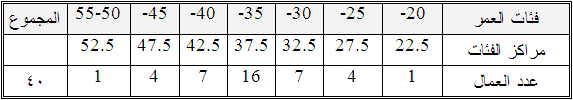 فئات العمر -20 -25 -30 -35 -40 -45 55-50 المجموع
مراكز الفئات 22.5 27.5 32.5 37.5 42.5 47.5 52.5
عدد العمال 1 4 7 16 7 4 1 ٤٠